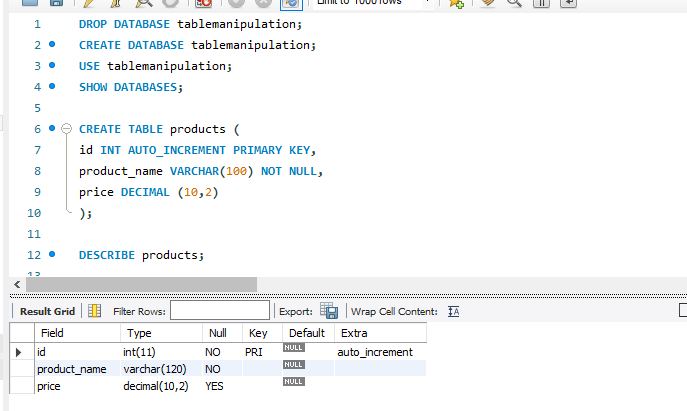 Limit to 1000 rows
1 DROP DATABASE tablemanipulation;
2 CREATE DATABASE tablemanipulation;
3 USE tablemanipulation;
4 SHOW DATABASES;
5
6 CREATE TABLE products (
7 id INT AUTO_INCREMENT PRIMARY KEY,
8 product_name VARCHAR(100) NOT NULL,
9 price DECIMAL (10,2)
10 );
11
12 DESCRIBE products;
13
Result Grid Filter Rows: Export: Wrap Cell Content: IA
Field Type Null Key Default Extra
id int(11) NO PRI NULL auto_increment
product_name varchar(120) NO NULL
price decimal(10,2) YES NULL